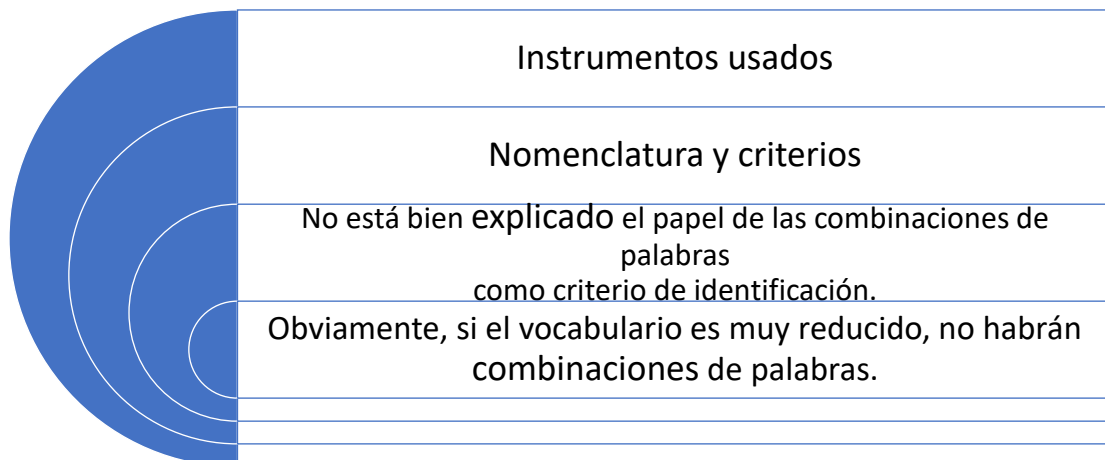 Instrumentos usados
Nomenclatura y criterios
No está bien explicado el papel de las combinaciones de
palabras
como criterio de identificación.
Obviamente, si el vocabulario es muy reducido, no habrán
combinaciones de palabras.